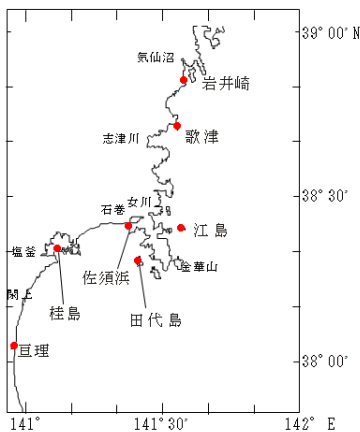 39°00'N
気仙沼
岩井崎
歌津
志津川
38°30'
女川
石巻
江島
塩釜
佐須浜
金華山
閖上
桂島
田代島
亘理
38°00'
141°
141°30'
142° E